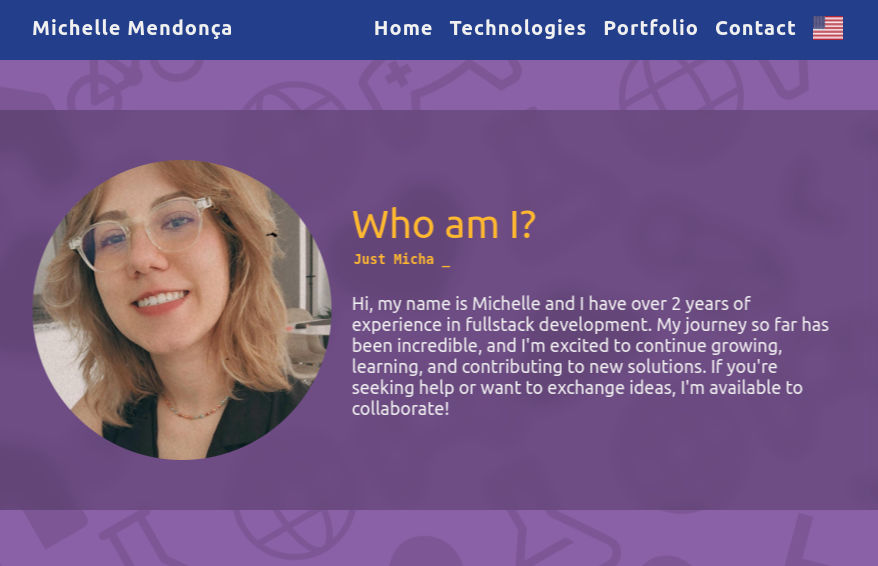 Michelle Mendonça
Home Technologies Portfolio Contact
Who am I?
Just Micha _
Hi, my name is Michelle and I have over 2 years of
experience in fullstack development. My journey so far has
been incredible, and I'm excited to continue growing,
learning, and contributing to new solutions. If you're
seeking help or want to exchange ideas, I'm available to
collaborate!